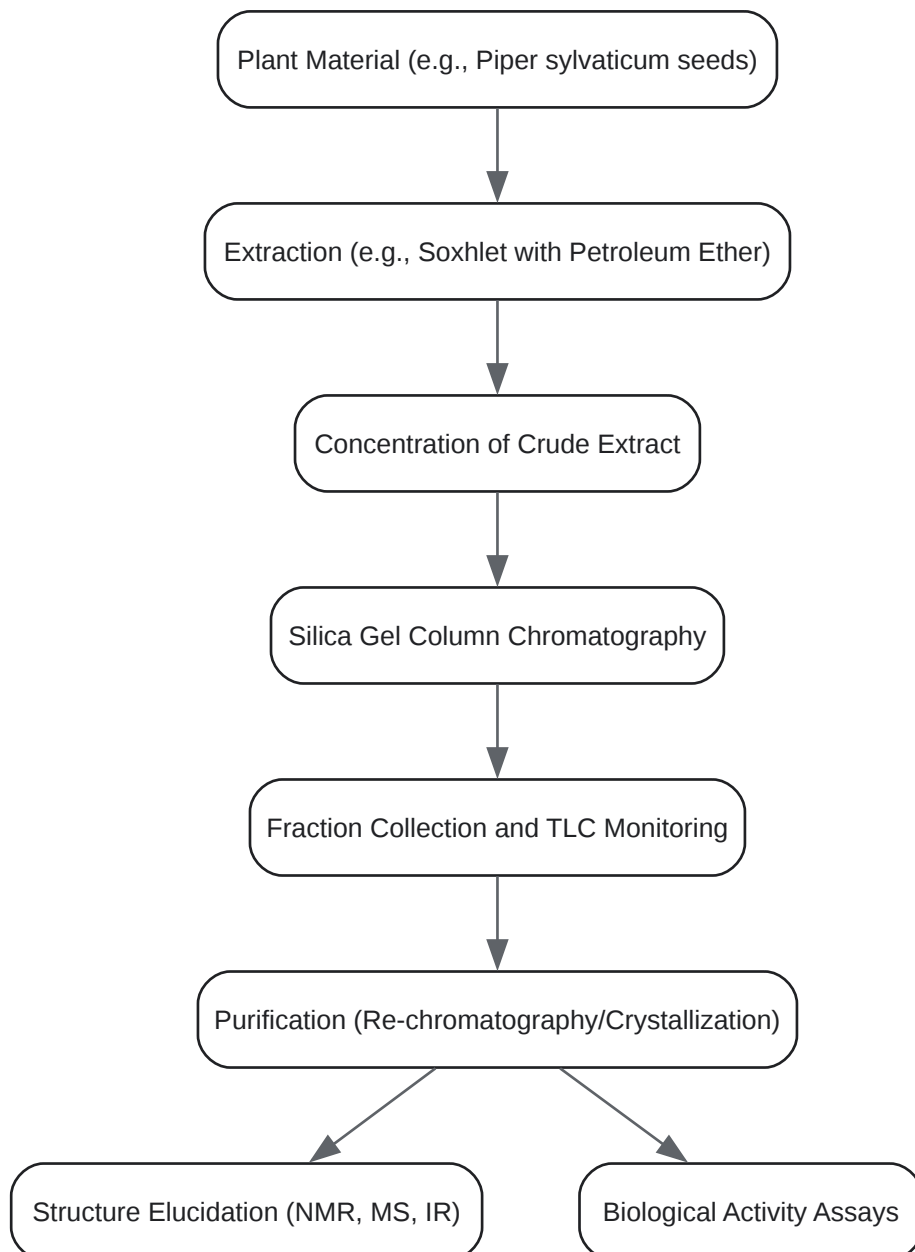 Plant Material (e.g., Piper sylvaticum seeds)
Extraction (e.g., Soxhlet with Petroleum Ether)
Concentration of Crude Extract
Silica Gel Column Chromatography
Fraction Collection and TLC Monitoring
Purification (Re-chromatography/Crystallization)
Structure Elucidation (NMR, MS, IR)
Biological Activity Assays